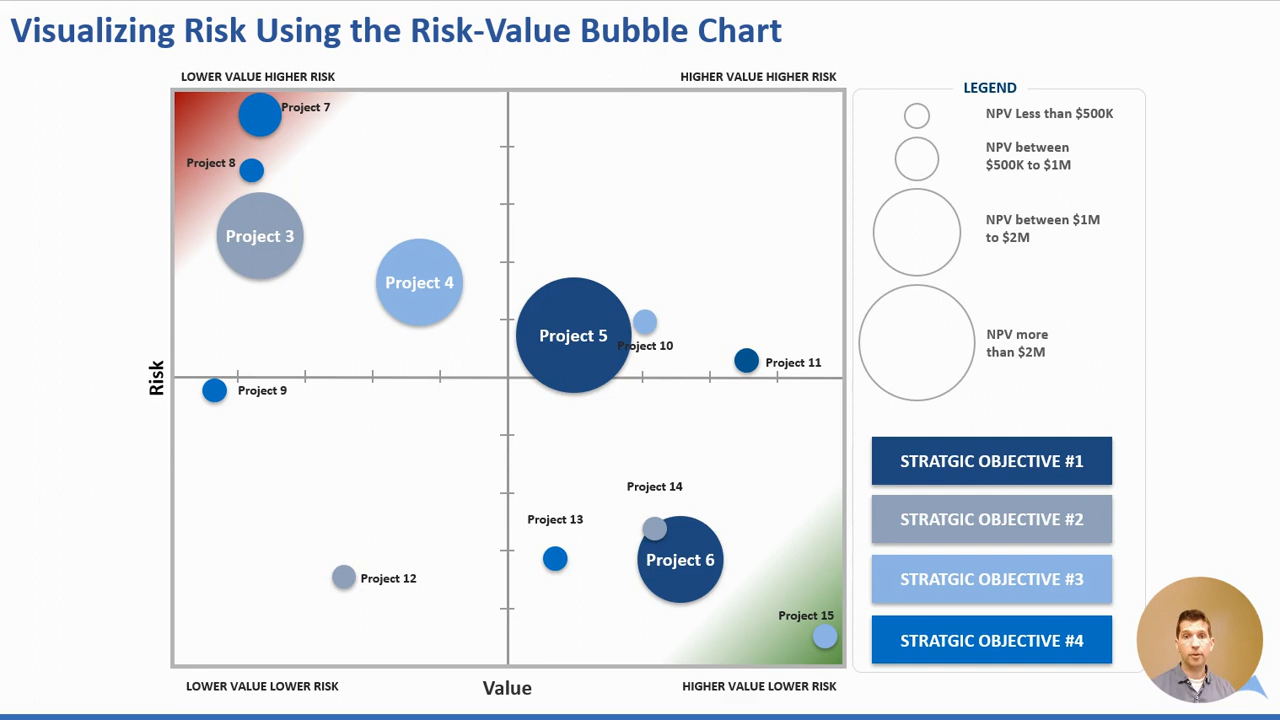 Visualizing Risk Using the Risk-Value Bubble Chart
LOWER VALUE HIGHER RISK
HIGHER VALUE HIGHER RISK
LEGEND
Project 7
NPV Less than $500K
Project 8
NPV between
$500K to $1M
Project 3
NPV between $1M
to $2M
Project 4
Project 5
Project 10
NPV more
than $2M
Project 11
Risk
Project 9
STRATGIC OBJECTIVE #1
Project 14
Project 13
STRATGIC OBJECTIVE #2
Project 6
Project 12
STRATGIC OBJECTIVE #3
Project 15
STRATGIC OBJECTIVE #4
LOWER VALUE LOWER RISK
Value
HIGHER VALUE LOWER RISK